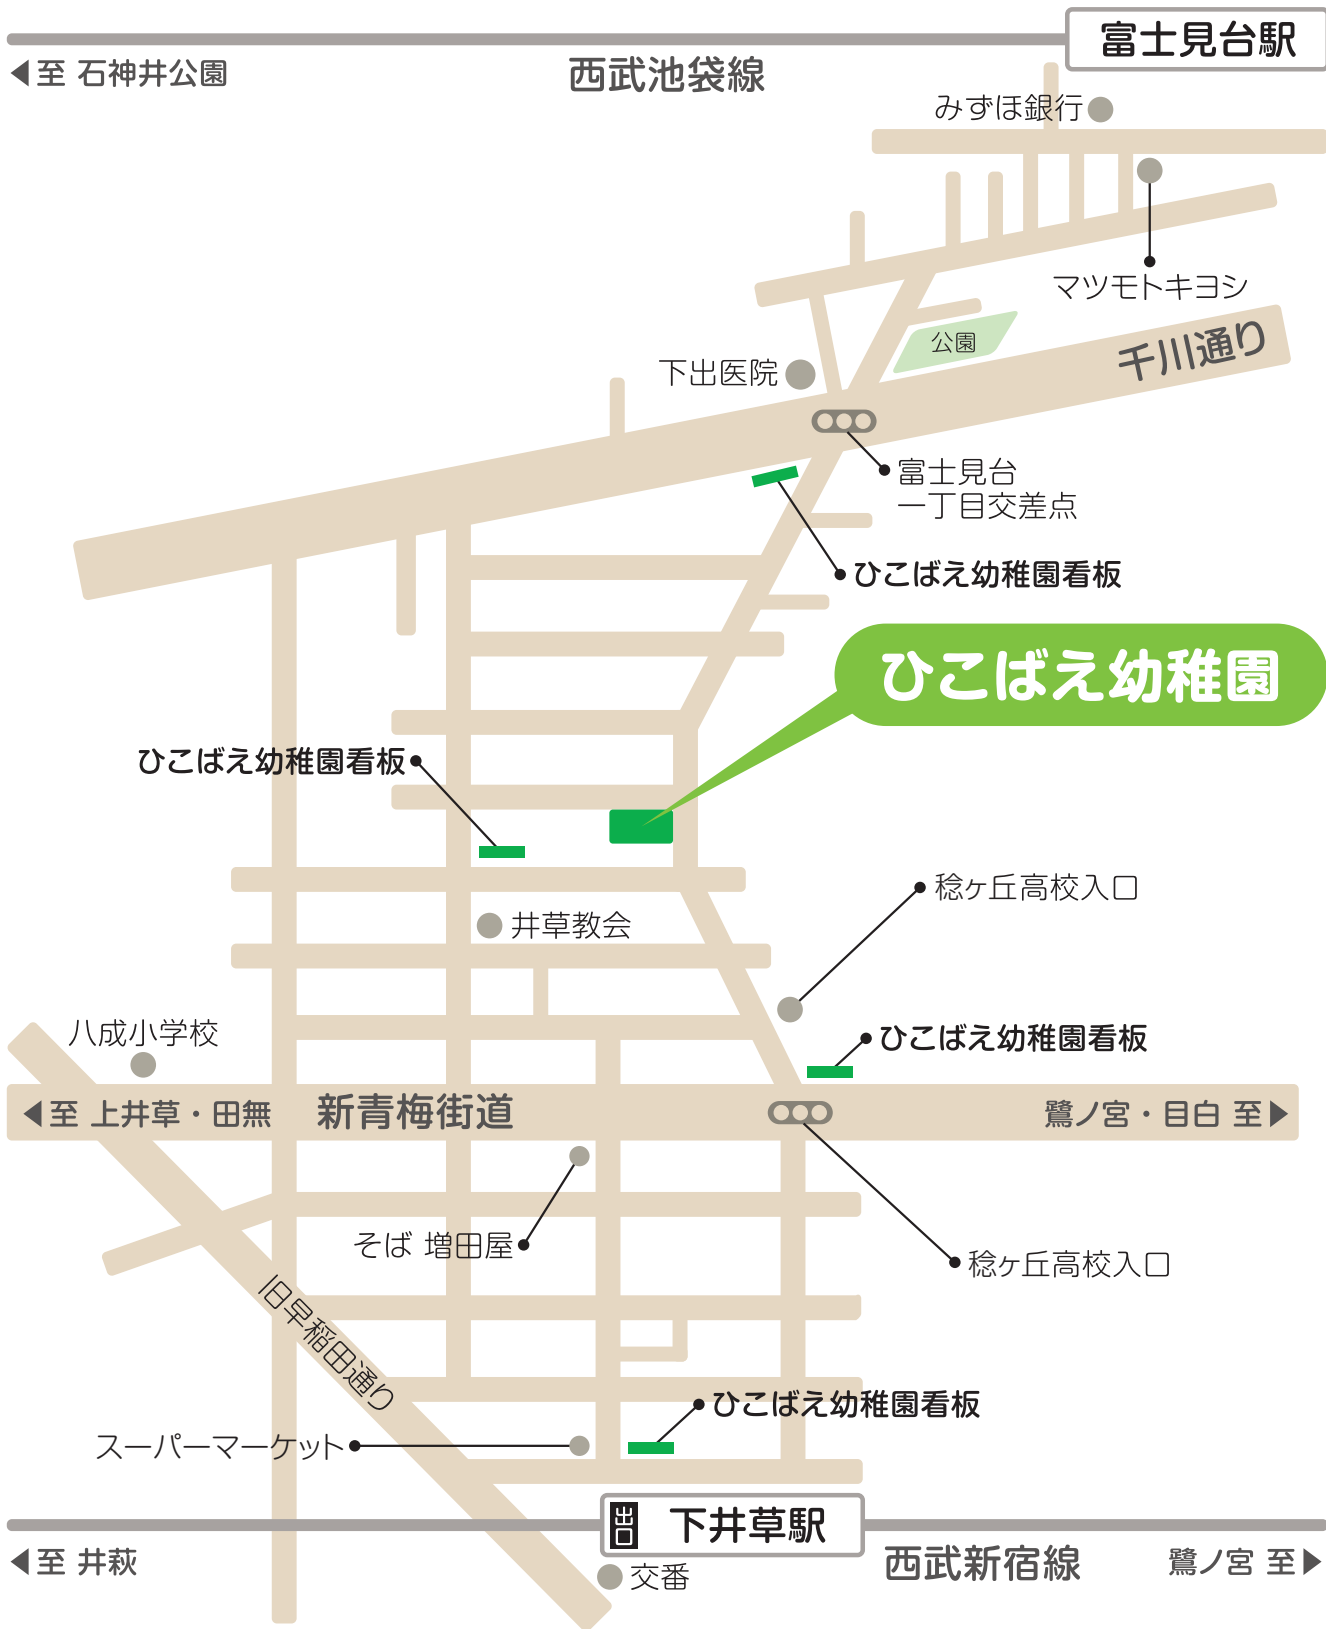 富士見台駅
◀至 石神井公園
西武池袋線
みずほ銀行
マツモトキヨシ
千川通り
公園
下出医院
富士見台
一丁目交差点
ひこばえ幼稚園看板
ひこばえ幼稚園
ひこばえ幼稚園看板
稔ヶ丘高校入口
井草教会
八成小学校
ひこばえ幼稚園看板
◀至 上井草・田無
新青梅街道
鷺ノ宮・目白 至▶
そば 増田屋
稔ヶ丘高校入口
旧早稲田通り
ひこばえ幼稚園看板
スーパーマーケット
出口
下井草駅
◀至 井萩
交番
西武新宿線
鷺ノ宮 至▶